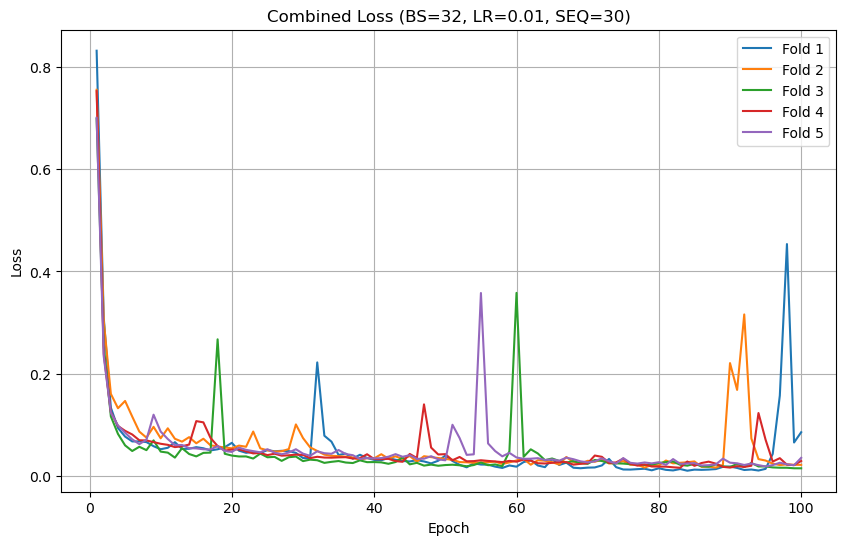 Combined Loss (BS=32, LR=0.01, SEQ=30)
Fold 1
Fold 2
Fold 3
Fold 4
Fold 5
0.8
0.6
0.4
0.2
0.0
Loss
0 20 40 60 80 100
Epoch